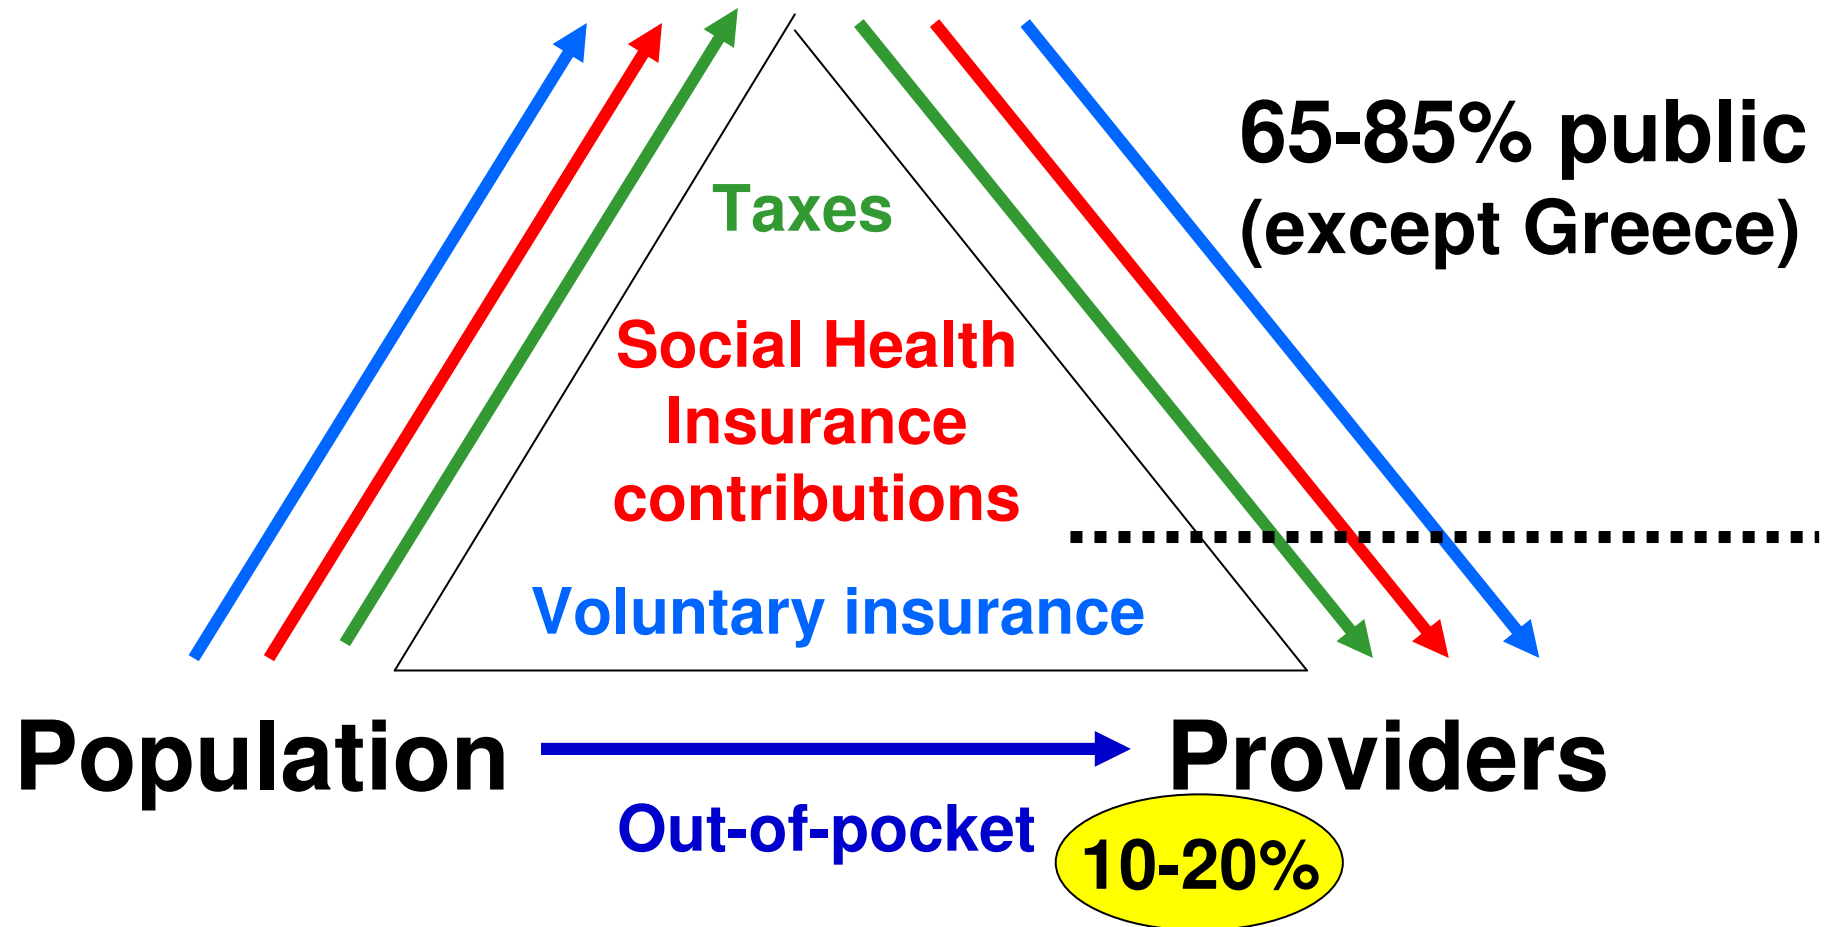 65-85% public
(except Greece)
Taxes
Social Health
Insurance
contributions
Voluntary insurance
Population
Providers
Out-of-pocket
10-20%